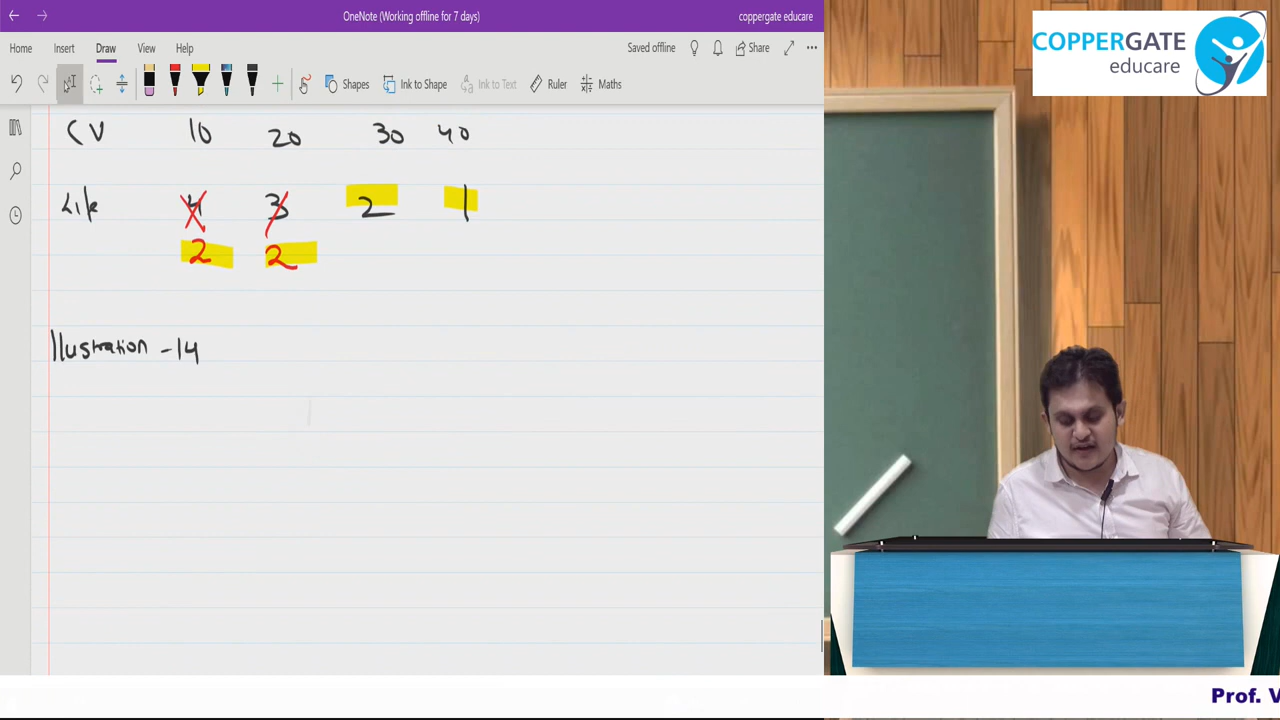 OneNote (Working offline for 7 days)
coppergate educare
Home Insert Draw View Help
Saved offline Share
Shapes Ink to Shape Ink to Text Ruler Maths
CV 10 20 30 40
Life 4 3 2 1
2 2
Illustration - 14
COPPERGATE
educare
Prof. V